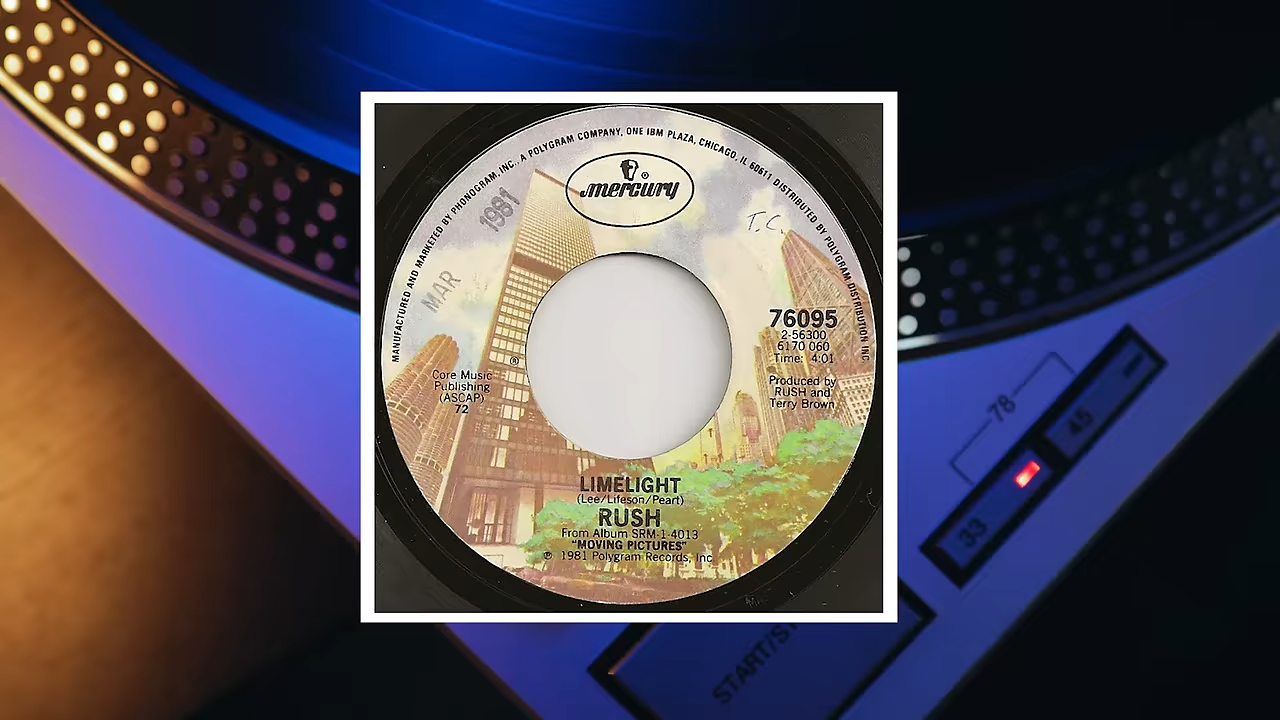 MANUFACTURED AND MARKETED BY PHONOGRAM, INC., A POLYGRAM COMPANY, ONE IBM PLAZA, CHICAGO, IL 60611 DISTRIBUTED BY POLYGRAM DISTRIBUTION INC
mercury ®
MAR 1981
T.C.
76095
2-56300
6170 060
Time: 4:01
Produced by
RUSH and
Terry Brown
®
Core Music
Publishing
(ASCAP)
72
LIMELIGHT
(Lee/Lifeson/Peart)
RUSH
From Album SRM-1-4013
"MOVING PICTURES"
℗ 1981 Polygram Records, Inc
78
45
33
START/ST